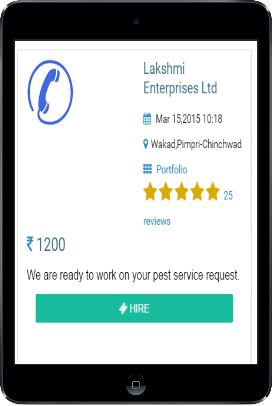 Lakshmi
Enterprises Ltd
Mar 15,2015 10:18
Wakad,Pimpri-Chinchwad
Portfolio
25
reviews
₹ 1200
We are ready to work on your pest service request.
HIRE